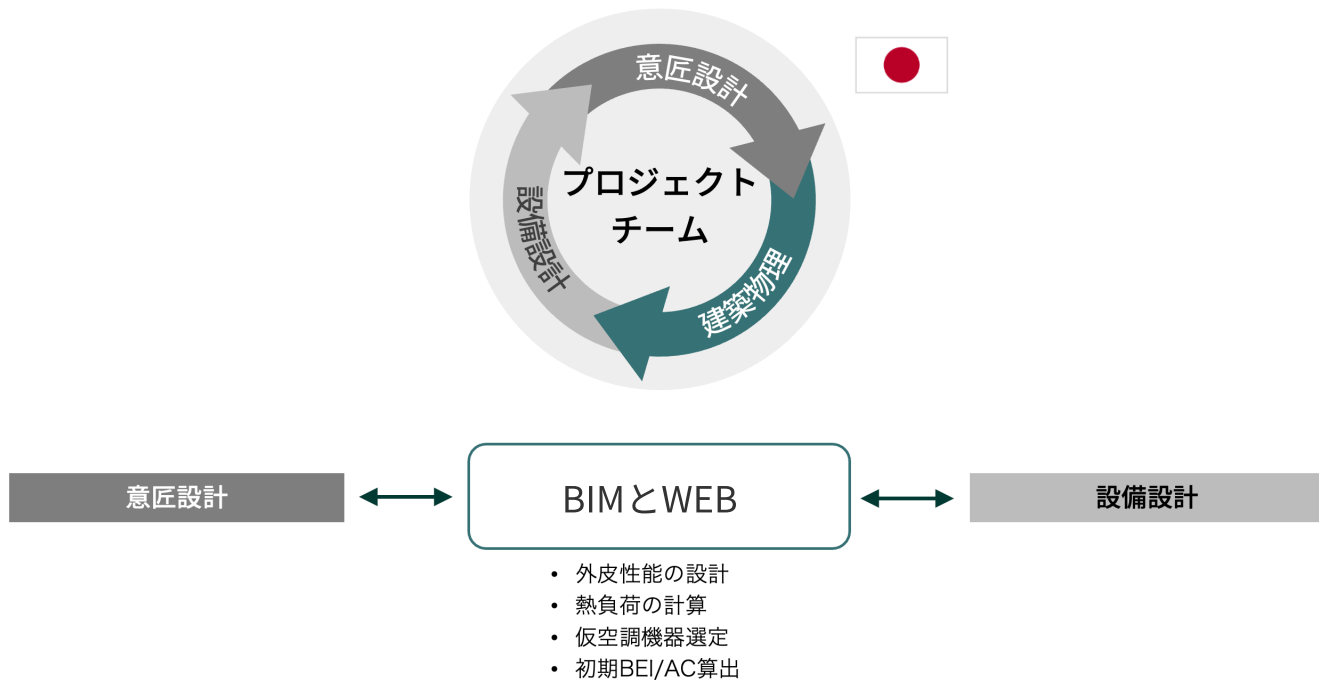 意匠設計
プロジェクト
チーム
設備設計
建築物理
意匠設計
BIMとWEB
設備設計
• 外皮性能の設計
• 熱負荷の計算
• 仮空調機器選定
• 初期BEI/AC算出